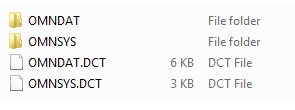 OMNDAT File folder
OMNSYS File folder
OMNDAT.DCT 6 KB DCT File
OMNSYS.DCT 3 KB DCT File